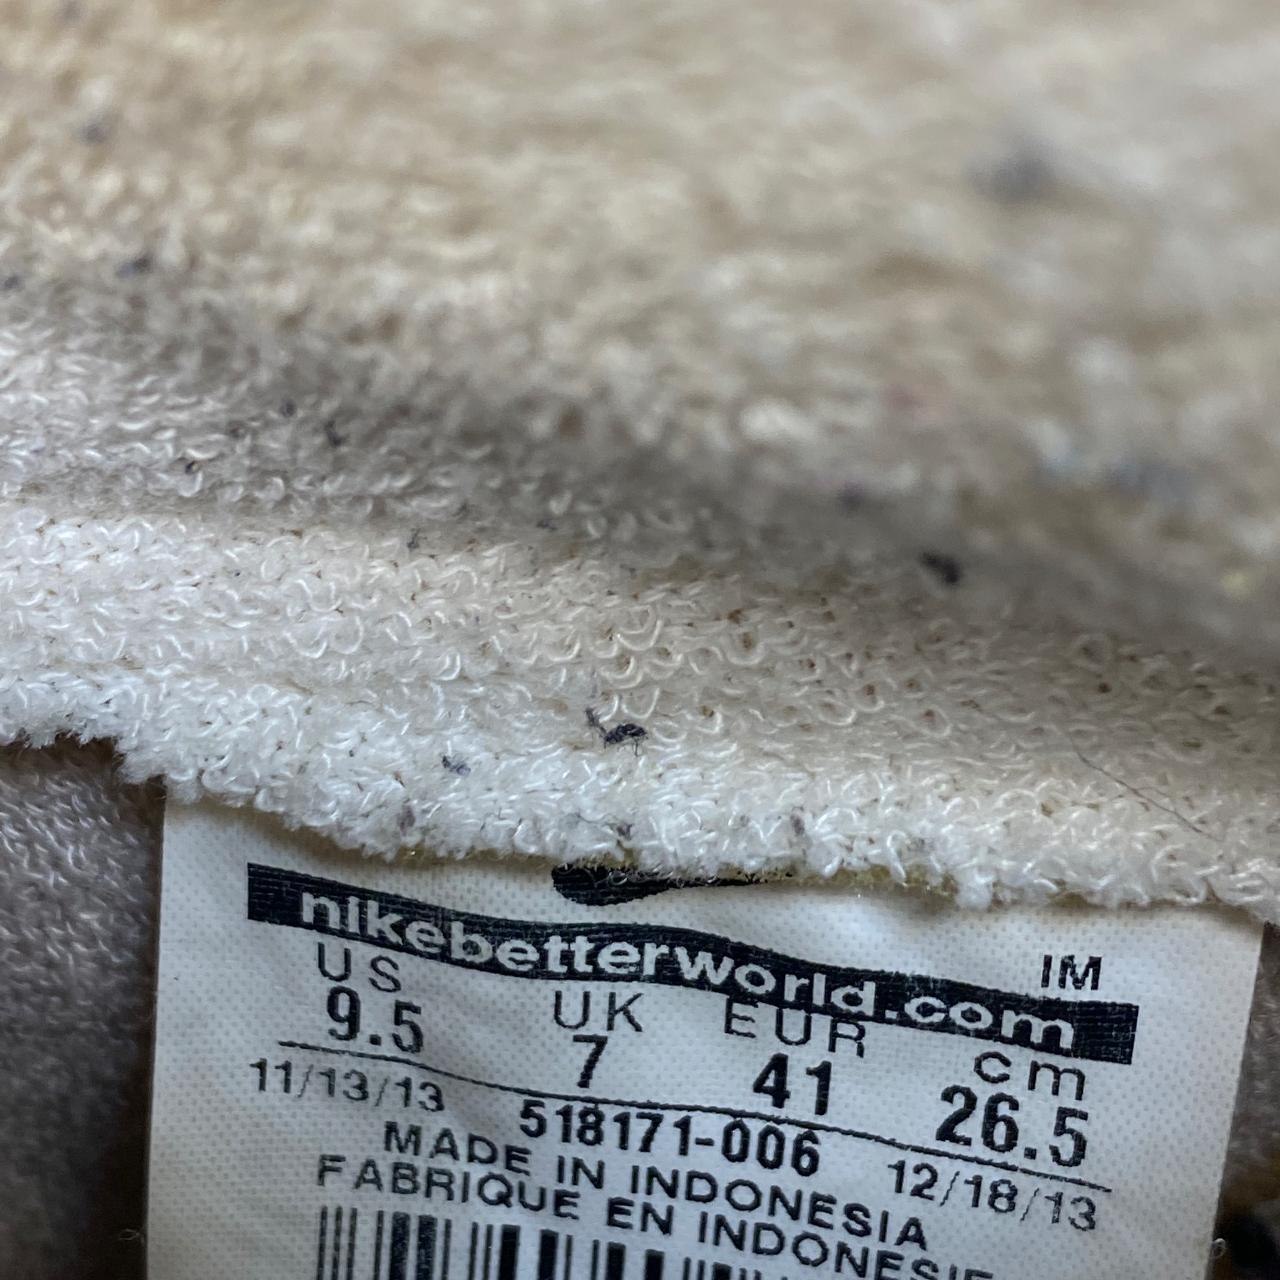 nikebetterworld.com
IM
US UK EUR cm
9.5 7 41 26.5
11/13/13 518171-006 12/18/13
MADE IN INDONESIA
FABRIQUE EN INDONESIE